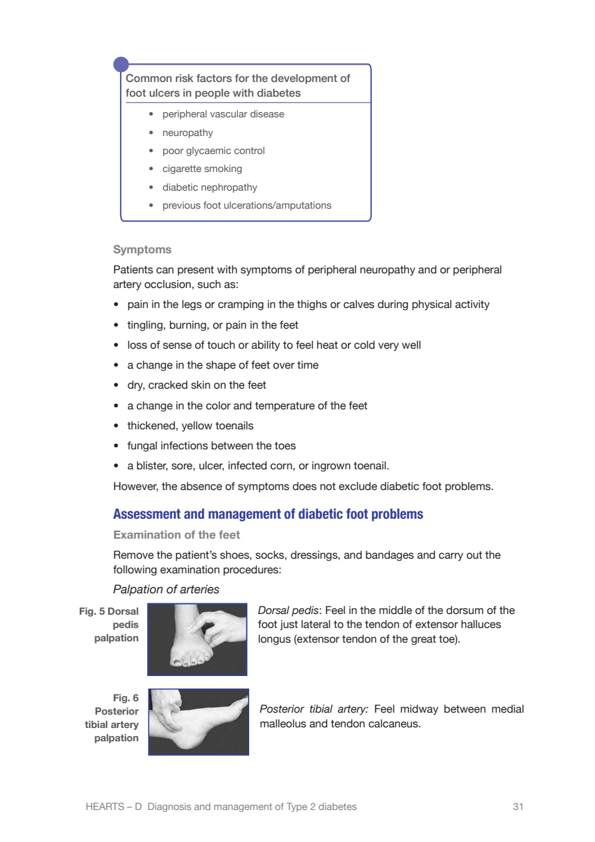 Common risk factors for the development of
foot ulcers in people with diabetes
• peripheral vascular disease
• neuropathy
• poor glycaemic control
• cigarette smoking
• diabetic nephropathy
• previous foot ulcerations/amputations
Symptoms
Patients can present with symptoms of peripheral neuropathy and or peripheral
artery occlusion, such as:
• pain in the legs or cramping in the thighs or calves during physical activity
• tingling, burning, or pain in the feet
• loss of sense of touch or ability to feel heat or cold very well
• a change in the shape of feet over time
• dry, cracked skin on the feet
• a change in the color and temperature of the feet
• thickened, yellow toenails
• fungal infections between the toes
• a blister, sore, ulcer, infected corn, or ingrown toenail.
However, the absence of symptoms does not exclude diabetic foot problems.
Assessment and management of diabetic foot problems
Examination of the feet
Remove the patient's shoes, socks, dressings, and bandages and carry out the
following examination procedures:
Palpation of arteries
Fig. 5 Dorsal
pedis
palpation
Dorsal pedis: Feel in the middle of the dorsum of the
foot just lateral to the tendon of extensor halluces
longus (extensor tendon of the great toe).
Fig. 6
Posterior
tibial artery
palpation
Posterior tibial artery: Feel midway between medial
malleolus and tendon calcaneus.
HEARTS – D Diagnosis and management of Type 2 diabetes
31